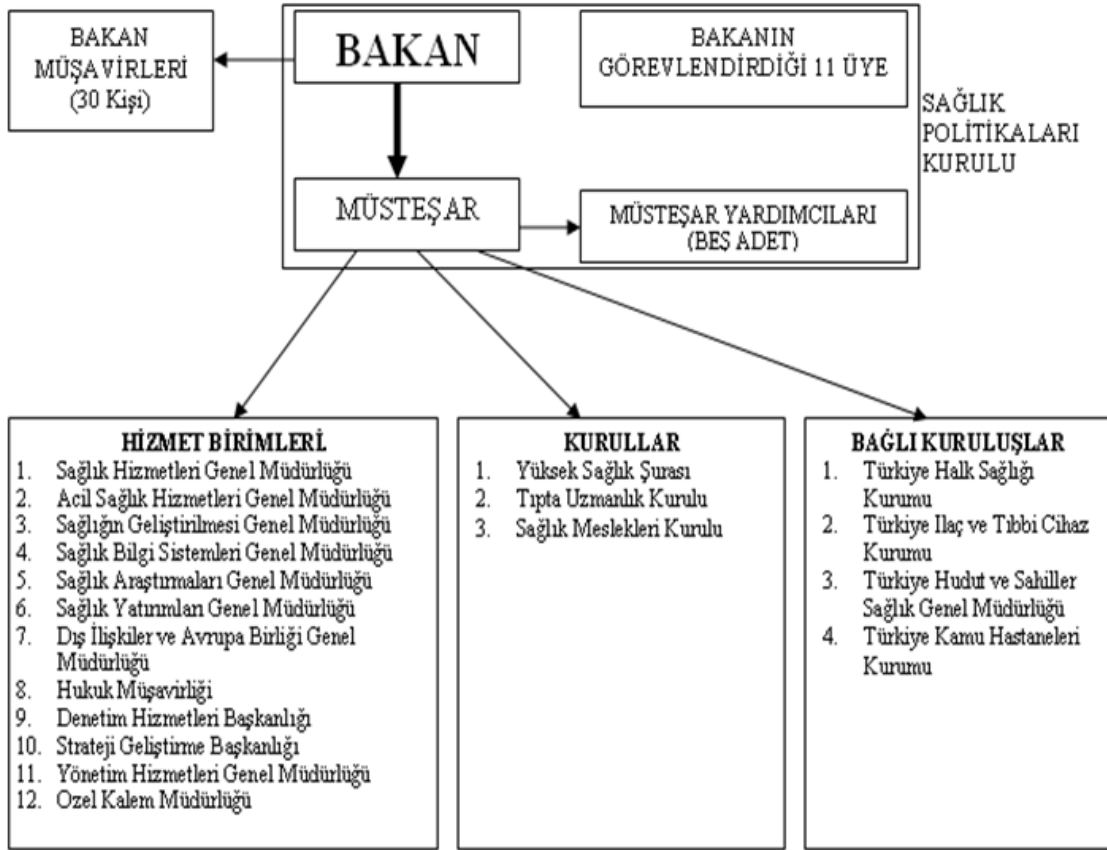 BAKAN
MÜŞAVİRLERİ
(30 Kişi)
BAKAN
BAKANIN
GÖREVLENDİRDİĞİ 11 ÜYE
SAĞLIK
POLİTİKALARI
KURULU
MÜSTEŞAR
MÜSTEŞAR YARDIMCILARI
(BEŞ ADET)
HİZMET BİRİMLERİ
1. Sağlık Hizmetleri Genel Müdürlüğü
2. Acil Sağlık Hizmetleri Genel Müdürlüğü
3. Sağlığın Geliştirilmesi Genel Müdürlüğü
4. Sağlık Bilgi Sistemleri Genel Müdürlüğü
5. Sağlık Araştırmaları Genel Müdürlüğü
6. Sağlık Yatırımları Genel Müdürlüğü
7. Dış İlişkiler ve Avrupa Birliği Genel
Müdürlüğü
8. Hukuk Müşavirliği
9. Denetim Hizmetleri Başkanlığı
10. Strateji Geliştirme Başkanlığı
11. Yönetim Hizmetleri Genel Müdürlüğü
12. Özel Kalem Müdürlüğü
KURULLAR
1. Yüksek Sağlık Şurası
2. Tıpta Uzmanlık Kurulu
3. Sağlık Meslekleri Kurulu
BAĞLI KURULUŞLAR
1. Türkiye Halk Sağlığı
Kurumu
2. Türkiye İlaç ve Tıbbi Cihaz
Kurumu
3. Türkiye Hudut ve Sahiller
Sağlık Genel Müdürlüğü
4. Türkiye Kamu Hastaneleri
Kurumu